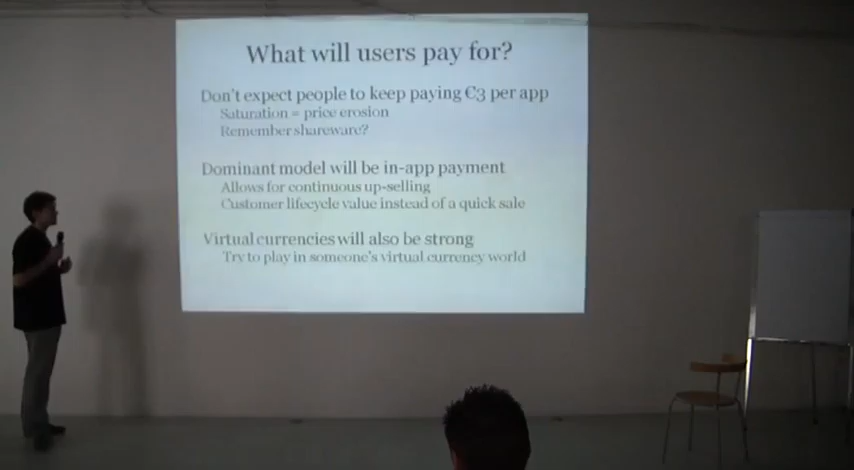 What will users pay for?
Don't expect people to keep paying €3 per app
Saturation = price erosion
Remember shareware?
Dominant model will be in-app payment
Allows for continuous up-selling
Customer lifecycle value instead of a quick sale
Virtual currencies will also be strong
Try to play in someone's virtual currency world